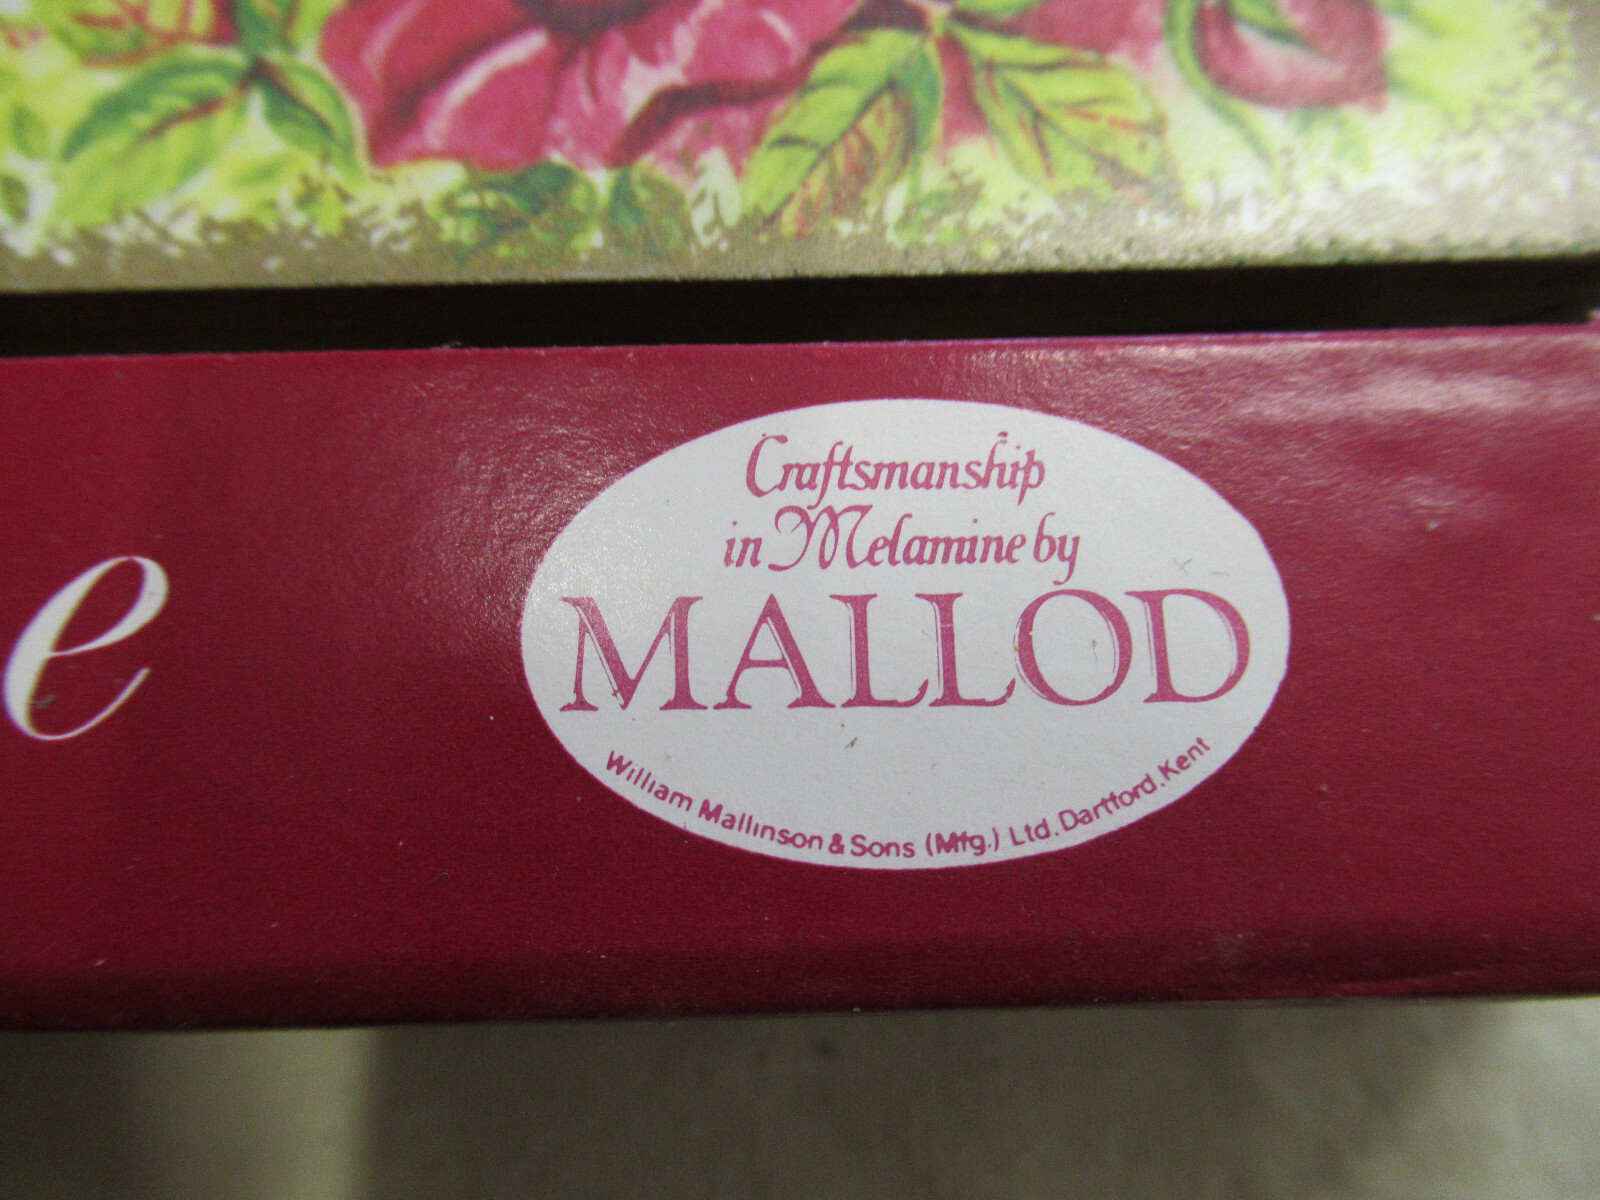 e
Craftsmanship
in Melamine by
MALLOD
William Mallinson & Sons (Mfg.) Ltd. Dartford. Kent